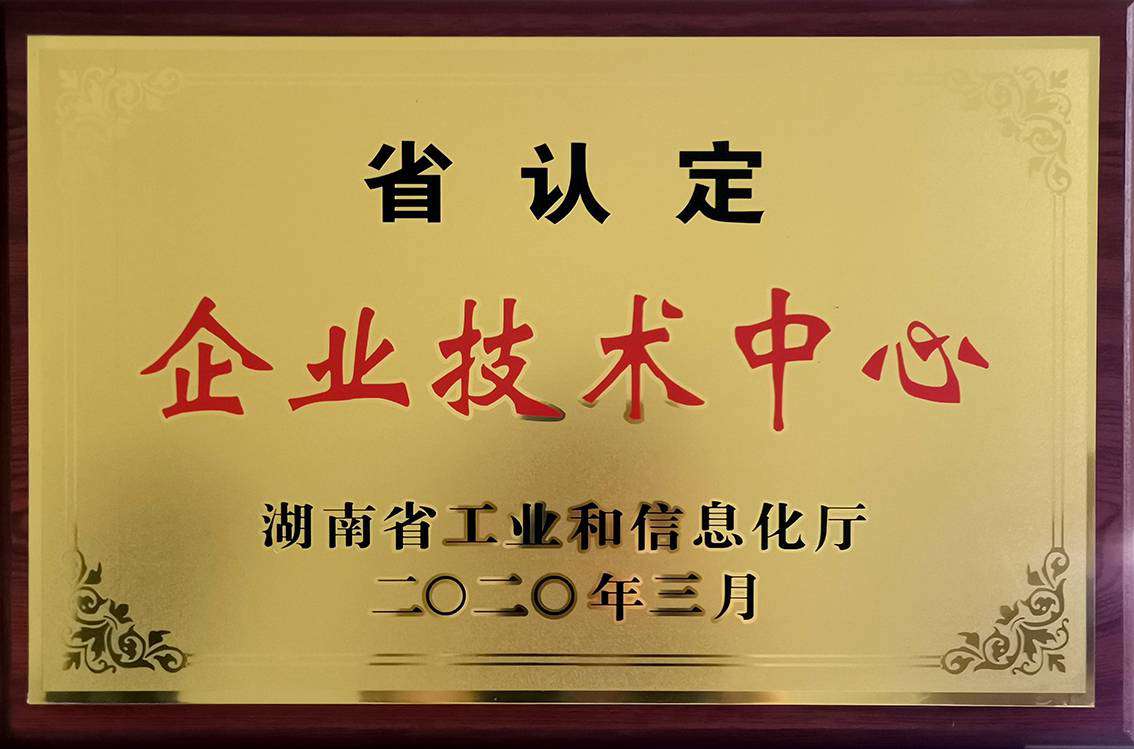 省认定
企业技术中心
湖南省工业和信息化厅
二〇二〇年三月